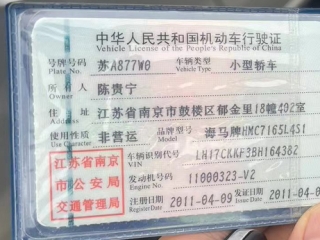 中华人民共和国机动车行驶证
Vehicle License of the People's Republic of China
号牌号码 苏A877W0 车辆类型 小型轿车
Plate No. Vehicle Type
所有人 陈贵宁
Owner
住址 江苏省南京市鼓楼区郁金里18幢402室
使用性质 非营运 品牌型号 海马牌HMC7165L4S1
江苏省南京
市公安局
交通管理局
车辆识别代号 LH17CKKF3BH164382
VIN
发动机号码 11000323-V2
Engine No.
注册日期 2011-04-09 发证日期 2011-04-0
Register Date Issue Date